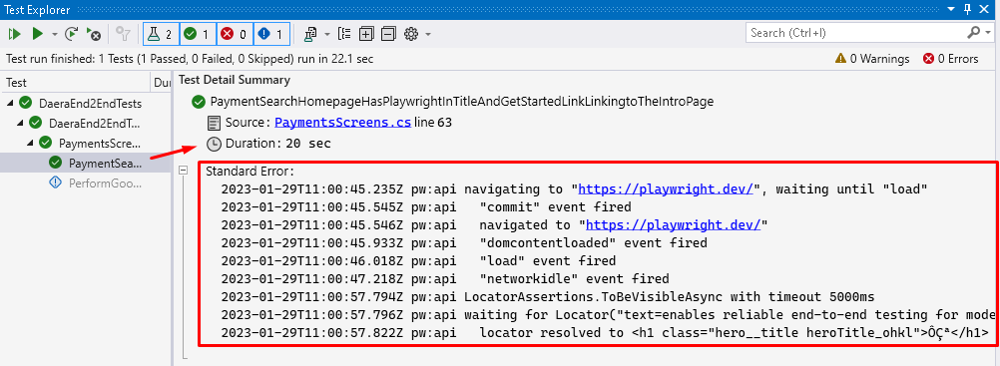 Test Explorer
2 1 0 1
Search (Ctrl+I)
Test run finished: 1 Tests (1 Passed, 0 Failed, 0 Skipped) run in 22.1 sec
0 Warnings 0 Errors
Test Du
Test Detail Summary
DaeraEnd2EndTests
DaeraEnd2EndT...
PaymentsScre...
PaymentSea...
PerformGoo...
PaymentSearchHomepageHasPlaywrightInTitleAndGetStartedLinkLinkingtoTheIntroPage
Source: PaymentsScreens.cs line 63
Duration: 20 sec
Standard Error:
2023-01-29T11:00:45.235Z pw:api navigating to "https://playwright.dev/", waiting until "load"
2023-01-29T11:00:45.545Z pw:api "commit" event fired
2023-01-29T11:00:45.546Z pw:api navigated to "https://playwright.dev/"
2023-01-29T11:00:45.933Z pw:api "domcontentloaded" event fired
2023-01-29T11:00:46.018Z pw:api "load" event fired
2023-01-29T11:00:47.218Z pw:api "networkidle" event fired
2023-01-29T11:00:57.794Z pw:api LocatorAssertions.ToBeVisibleAsync with timeout 5000ms
2023-01-29T11:00:57.796Z pw:api waiting for Locator("text=enables reliable end-to-end testing for mode
2023-01-29T11:00:57.822Z pw:api locator resolved to <h1 class="hero__title heroTitle_ohkl">ÔÇª</h1>